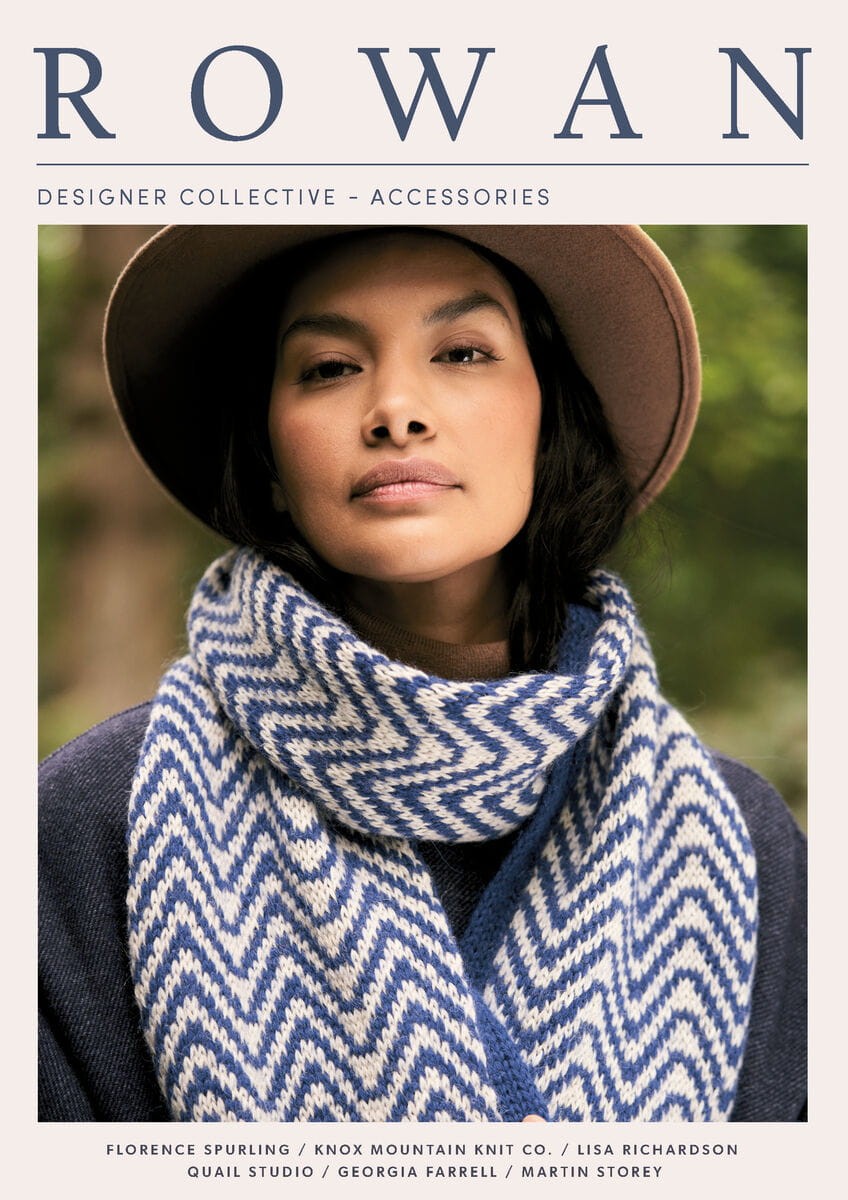 ROWAN
DESIGNER COLLECTIVE – ACCESSORIES
FLORENCE SPURLING / KNOX MOUNTAIN KNIT CO. / LISA RICHARDSON
QUAIL STUDIO / GEORGIA FARRELL / MARTIN STOREY